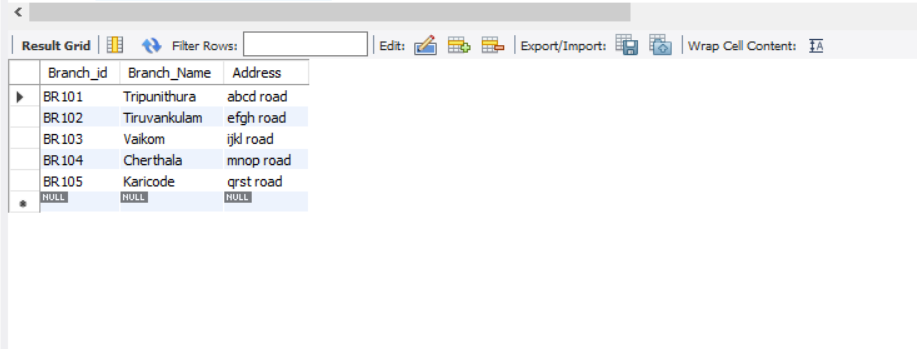 Result Grid Filter Rows: Edit: Export/Import: Wrap Cell Content: IA
Branch_id Branch_Name Address
BR101 Tripunithura abcd road
BR102 Tiruvankulam efgh road
BR103 Vaikom ijkl road
BR104 Cherthala mnop road
BR105 Karicode qrst road
NULL NULL NULL